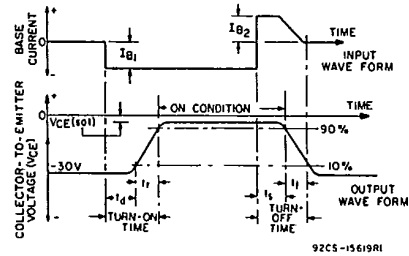 BASE
CURRENT
+
0
-
IB1
IB2
TIME
INPUT
WAVE FORM
COLLECTOR-TO-EMITTER
VOLTAGE (VCE)
+
0
VCE(sat)
ON CONDITION
TIME
90%
-30V
10%
-
td
tr
ts
tf
OUTPUT
WAVE FORM
TURN-ON
TIME
TURN-
OFF
TIME
92CS-15619R1